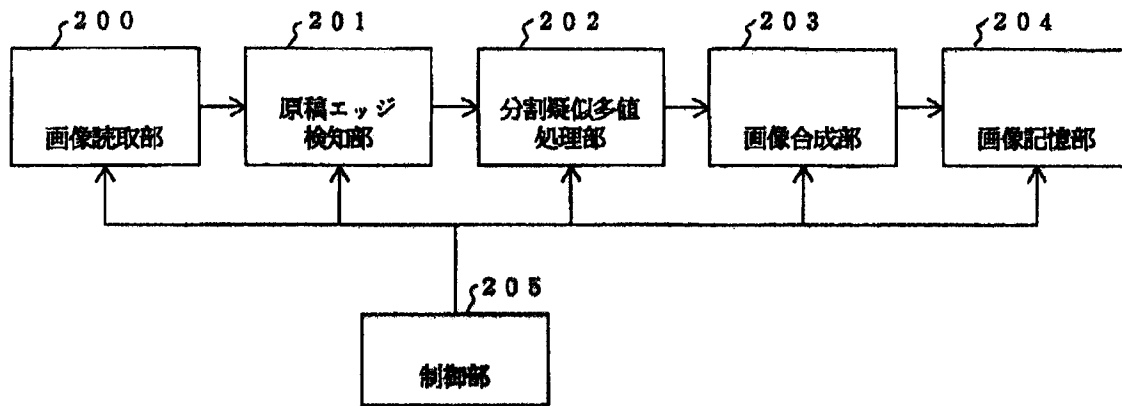 200
201
202
203
204
画像読取部
原稿エッジ
検知部
分割疑似多値
処理部
画像合成部
画像記憶部
205
制御部